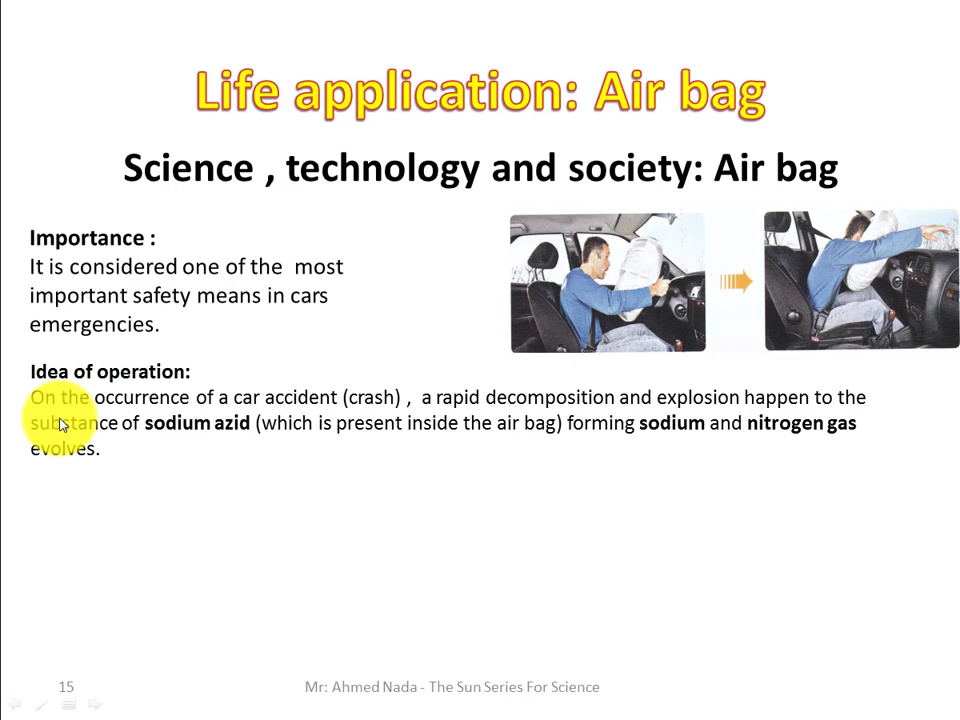 Life application: Air bag
Science , technology and society: Air bag
Importance :
It is considered one of the most
important safety means in cars
emergencies.
Idea of operation:
On the occurrence of a car accident (crash) , a rapid decomposition and explosion happen to the
substance of sodium azid (which is present inside the air bag) forming sodium and nitrogen gas
evolves.
15
Mr: Ahmed Nada - The Sun Series For Science